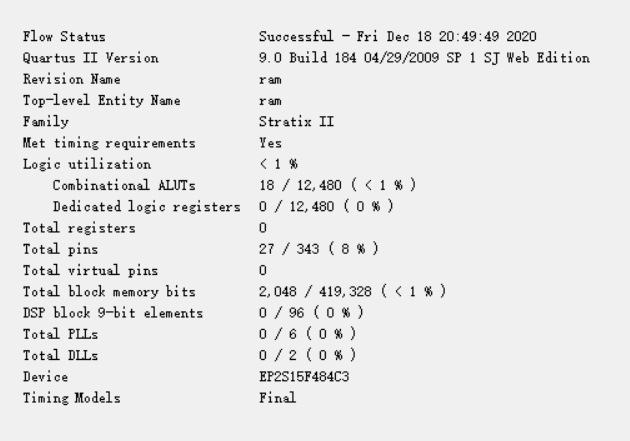 Flow Status Successful - Fri Dec 18 20:49:49 2020
Quartus II Version 9.0 Build 184 04/29/2009 SP 1 SJ Web Edition
Revision Name ram
Top-level Entity Name ram
Family Stratix II
Met timing requirements Yes
Logic utilization < 1 %
Combinational ALUTs 18 / 12,480 ( < 1 % )
Dedicated logic registers 0 / 12,480 ( 0 % )
Total registers 0
Total pins 27 / 343 ( 8 % )
Total virtual pins 0
Total block memory bits 2,048 / 419,328 ( < 1 % )
DSP block 9-bit elements 0 / 96 ( 0 % )
Total PLLs 0 / 6 ( 0 % )
Total DLLs 0 / 2 ( 0 % )
Device EP2S15F484C3
Timing Models Final